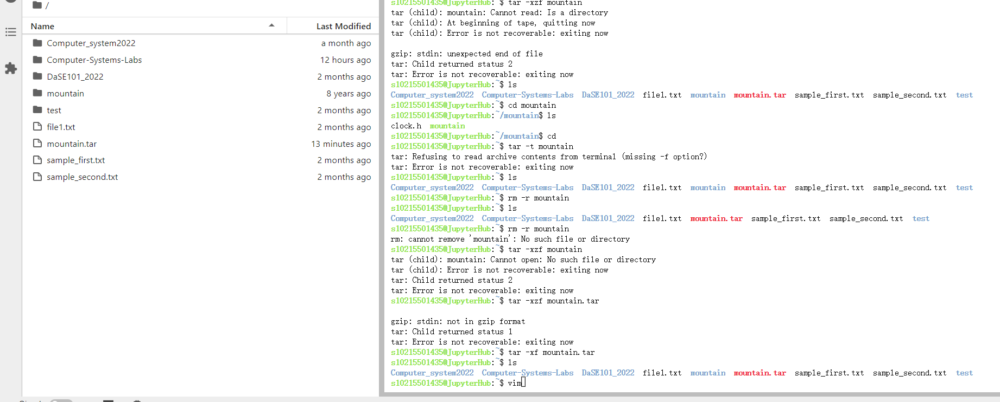 /
Name Last Modified
Computer_system2022 a month ago
Computer-Systems-Labs 12 hours ago
DaSE101_2022 2 months ago
mountain 8 years ago
test 2 months ago
file1.txt 2 months ago
mountain.tar 13 minutes ago
sample_first.txt 2 months ago
sample_second.txt 2 months ago
s10215501435@JupyterHub:~$ tar -xzf mountain
tar (child): mountain: Cannot read: Is a directory
tar (child): At beginning of tape, quitting now
tar (child): Error is not recoverable: exiting now
gzip: stdin: unexpected end of file
tar: Child returned status 2
tar: Error is not recoverable: exiting now
s10215501435@JupyterHub:~$ ls
Computer_system2022 Computer-Systems-Labs DaSE101_2022 file1.txt mountain mountain.tar sample_first.txt sample_second.txt test
s10215501435@JupyterHub:~$ cd mountain
s10215501435@JupyterHub:~/mountain$ ls
clock.h mountain
s10215501435@JupyterHub:~/mountain$ cd
s10215501435@JupyterHub:~$ tar -t mountain
tar: Refusing to read archive contents from terminal (missing -f option?)
tar: Error is not recoverable: exiting now
s10215501435@JupyterHub:~$ ls
Computer_system2022 Computer-Systems-Labs DaSE101_2022 file1.txt mountain mountain.tar sample_first.txt sample_second.txt test
s10215501435@JupyterHub:~$ rm -r mountain
s10215501435@JupyterHub:~$ ls
Computer_system2022 Computer-Systems-Labs DaSE101_2022 file1.txt mountain.tar sample_first.txt sample_second.txt test
s10215501435@JupyterHub:~$ rm -r mountain
rm: cannot remove 'mountain': No such file or directory
s10215501435@JupyterHub:~$ tar -xzf mountain
tar (child): mountain: Cannot open: No such file or directory
tar (child): Error is not recoverable: exiting now
tar: Child returned status 2
tar: Error is not recoverable: exiting now
s10215501435@JupyterHub:~$ tar -xzf mountain.tar
gzip: stdin: not in gzip format
tar: Child returned status 1
tar: Error is not recoverable: exiting now
s10215501435@JupyterHub:~$ tar -xf mountain.tar
s10215501435@JupyterHub:~$ ls
Computer_system2022 Computer-Systems-Labs DaSE101_2022 file1.txt mountain mountain.tar sample_first.txt sample_second.txt test
s10215501435@JupyterHub:~$ vim